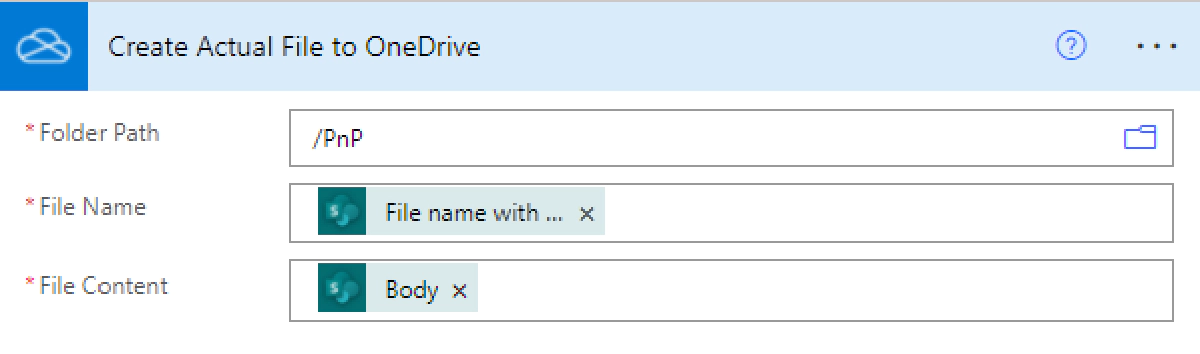 Create Actual File to OneDrive
* Folder Path
/PnP
* File Name
File name with ... ×
* File Content
Body ×